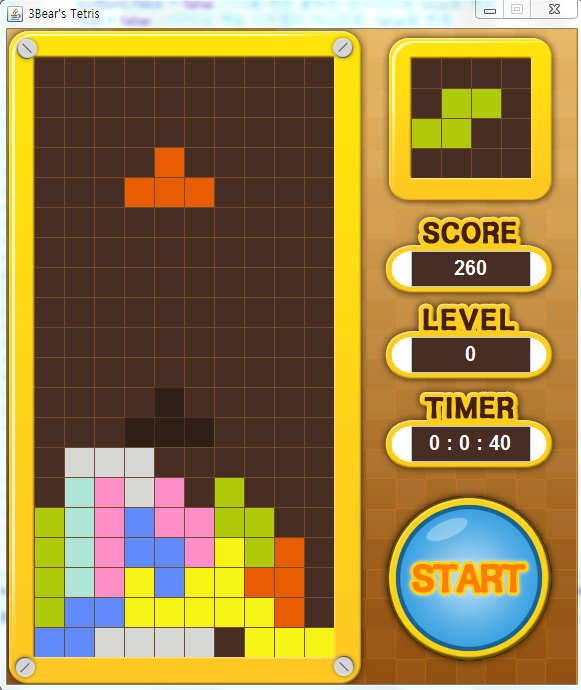 3Bear's Tetris
SCORE
260
LEVEL
0
TIMER
0 : 0 : 40
START